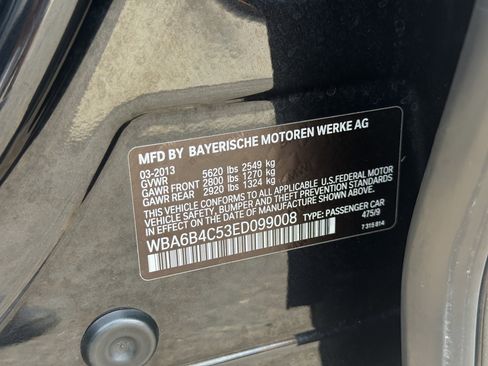 MFD BY BAYERISCHE MOTOREN WERKE AG
03-2013
GVWR 5620 lbs 2549 kg
GAWR FRONT 2800 lbs 1270 kg
GAWR REAR 2920 lbs 1324 kg
THIS VEHICLE CONFORMS TO ALL APPLICABLE U.S.FEDERAL MOTOR
VEHICLE SAFETY, BUMPER, AND THEFT PREVENTION STANDARDS
IN EFFECT ON THE DATE OF MANUFACTURE SHOWN ABOVE.
WBA6B4C53ED099008 TYPE: PASSENGER CAR
475/9
7 315 814